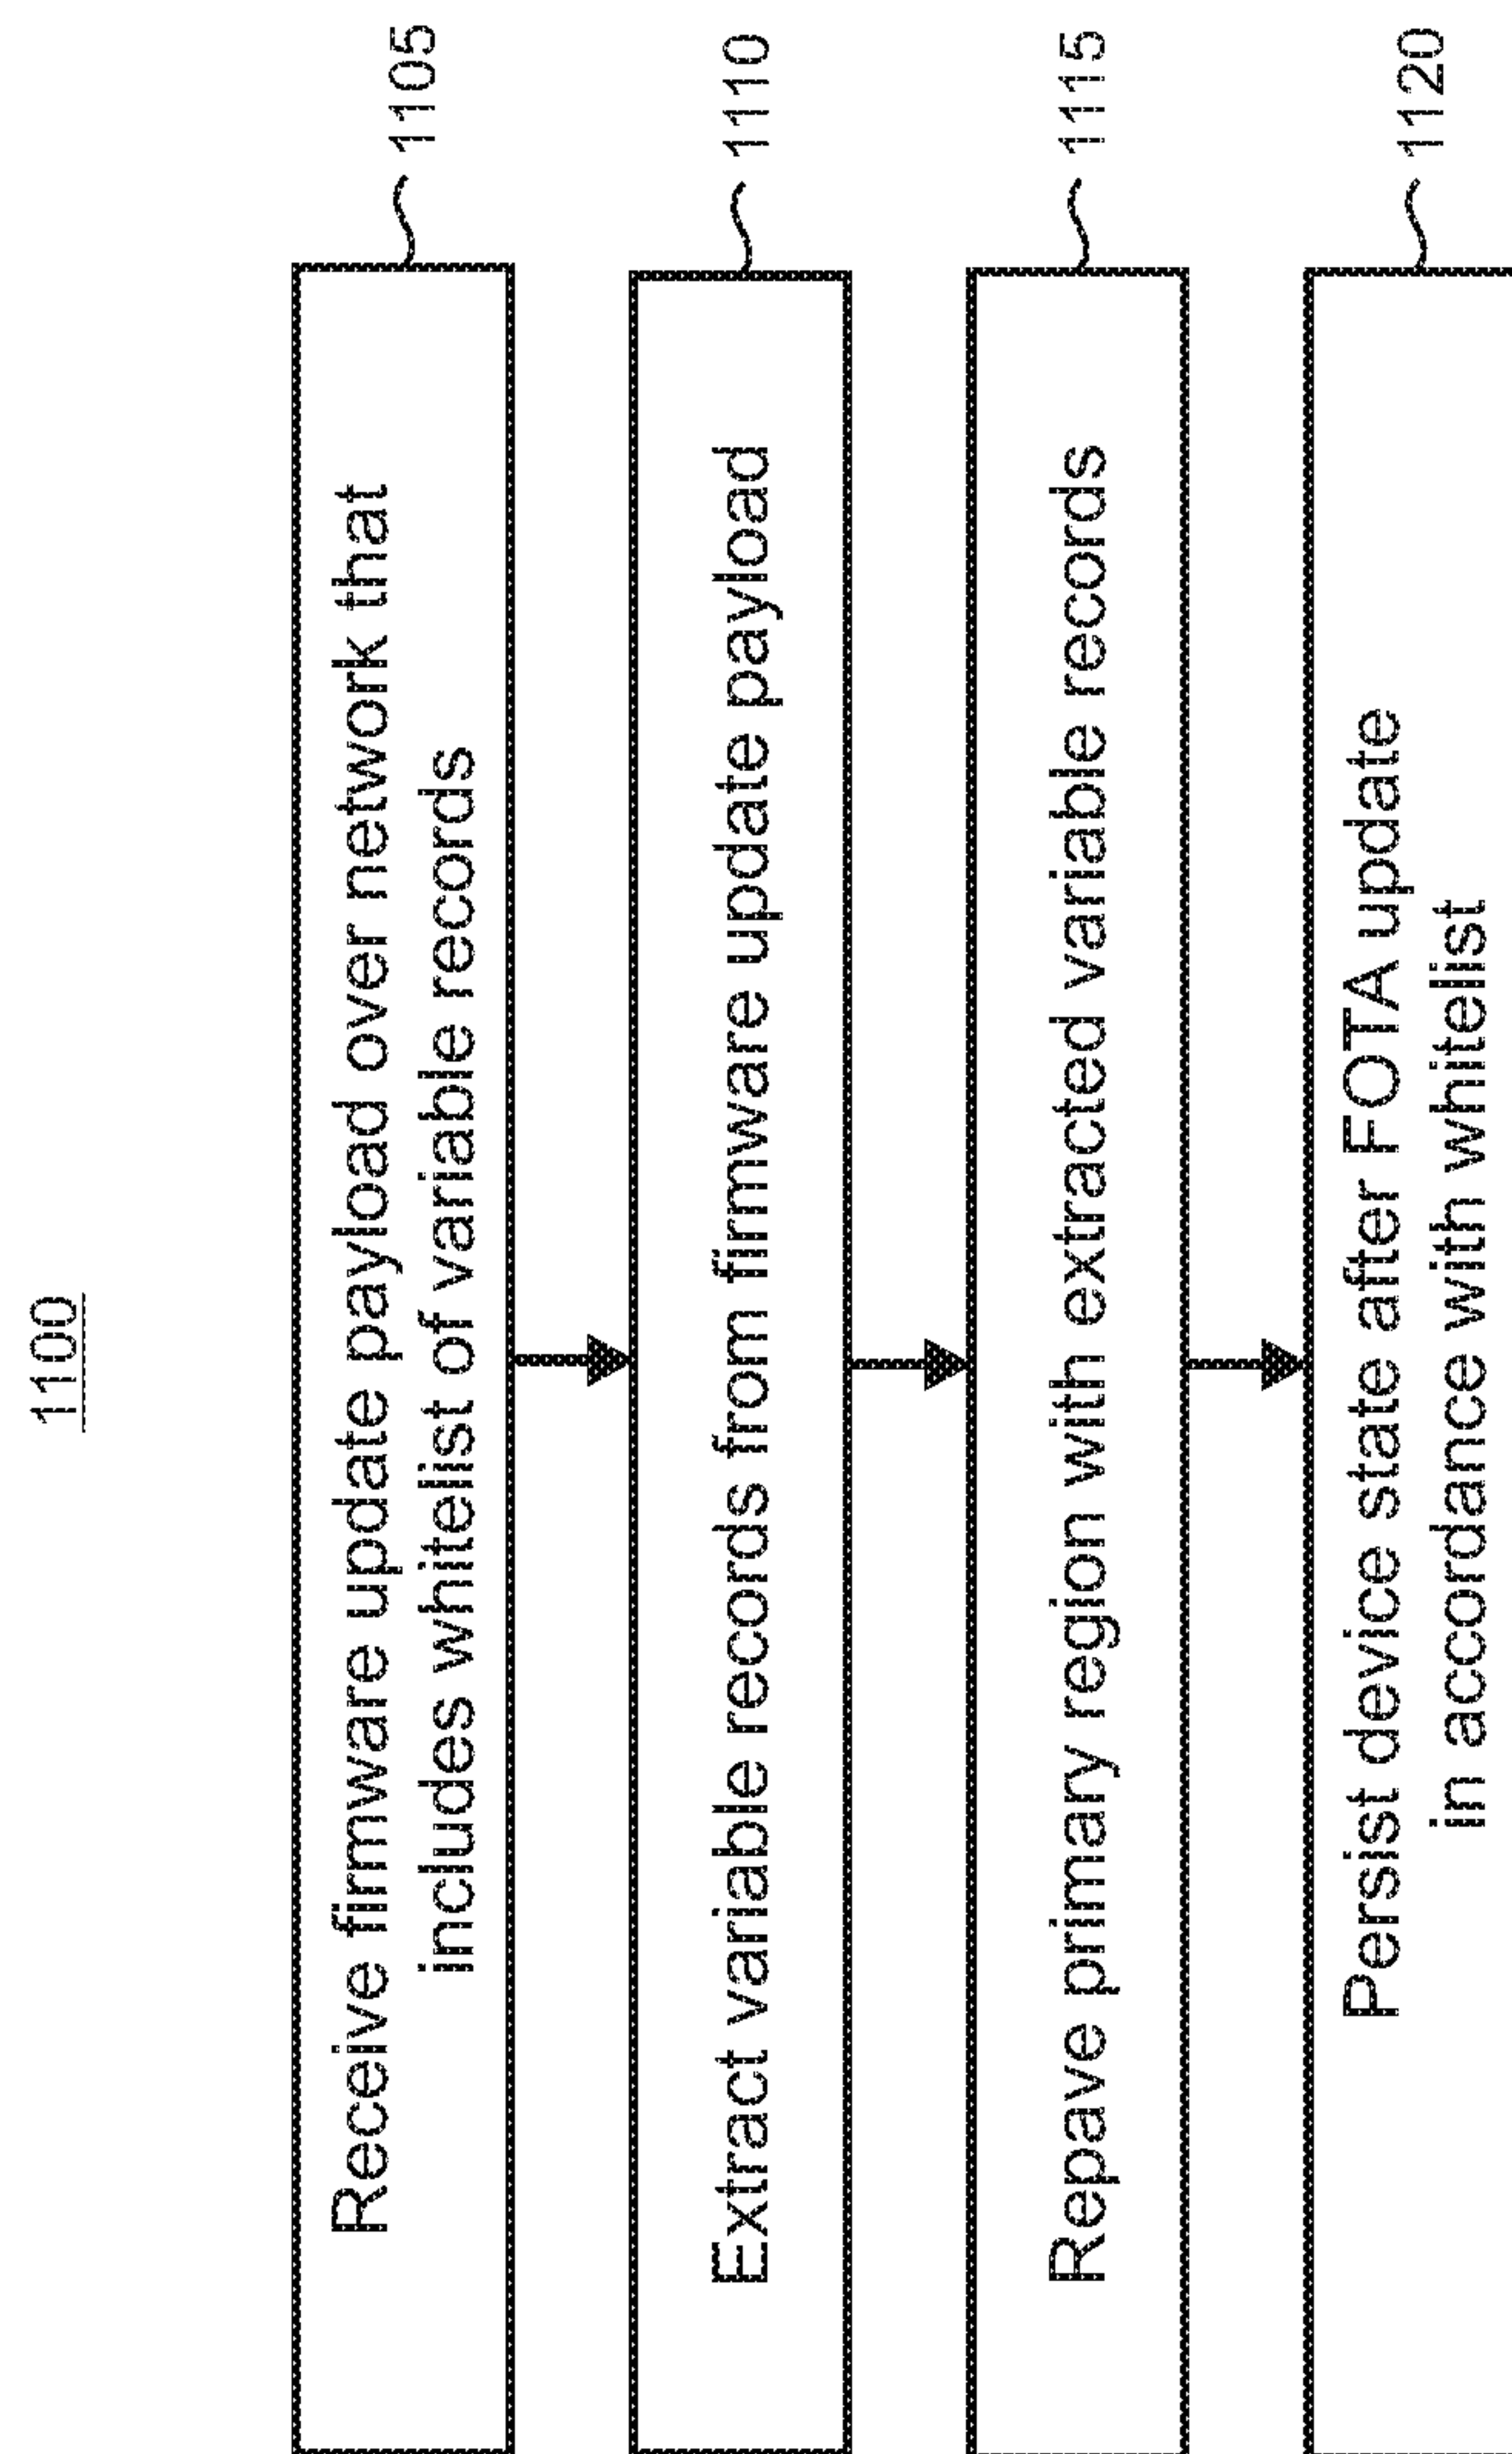 1100
Receive firmware update payload over network that
includes whitelist of variable records
1105
Extract variable records from firmware update payload
1110
Repave primary region with extracted variable records
1115
Persist device state after FOTA update
in accordance with whitelist
1120